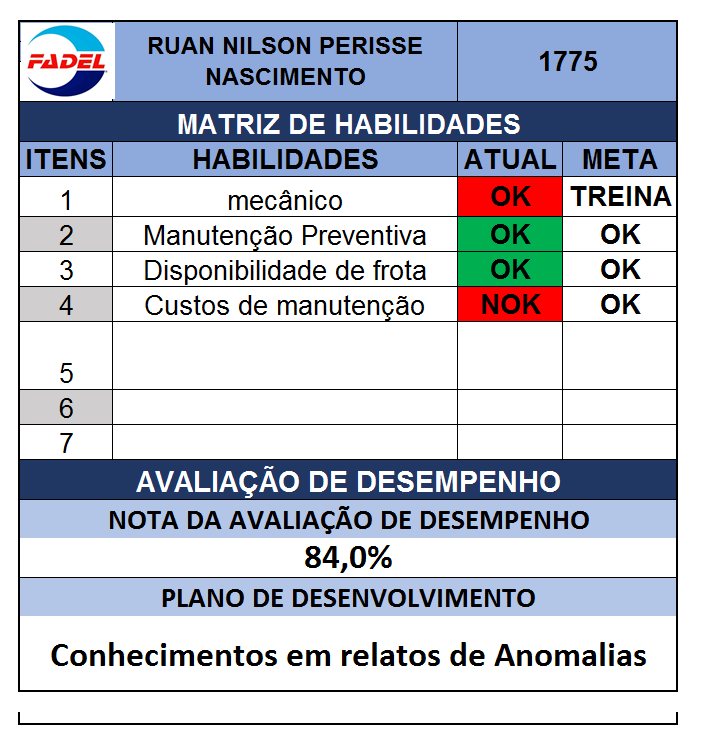 FADEL
RUAN NILSON PERISSE
NASCIMENTO
1775
MATRIZ DE HABILIDADES
ITENS HABILIDADES ATUAL META
1 mecânico OK TREINA
2 Manutenção Preventiva OK OK
3 Disponibilidade de frota OK OK
4 Custos de manutenção NOK OK
5
6
7
AVALIAÇÃO DE DESEMPENHO
NOTA DA AVALIAÇÃO DE DESEMPENHO
84,0%
PLANO DE DESENVOLVIMENTO
Conhecimentos em relatos de Anomalias